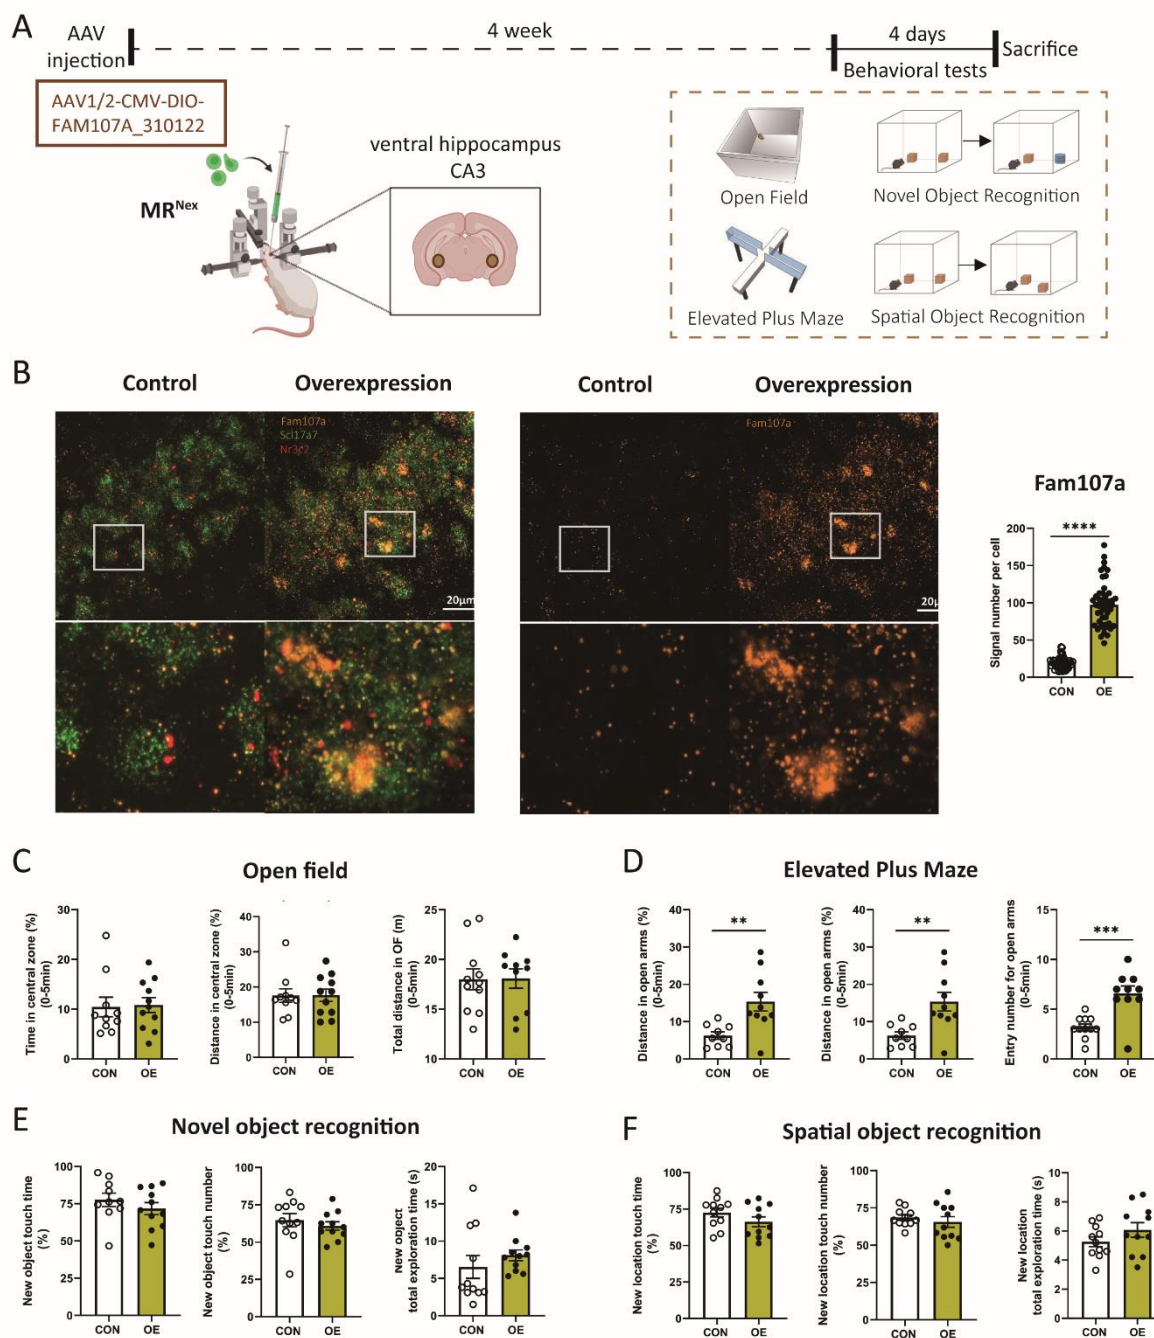 A
AAV
injection
4 week
4 days
Behavioral tests
Sacrifice
AAV1/2-CMV-DIO-
FAM107A_310122
MR^Nex
ventral hippocampus
CA3
Open Field
Novel Object Recognition
Elevated Plus Maze
Spatial Object Recognition
B
Control
Overexpression
Control
Overexpression
Fam107a
Scl17a7
Nr3c2
20µm
Fam107a
20µ
Fam107a
Signal number per cell
200
150
100
50
0
****
CON
OE
C
Open field
Time in central zone (%)
(0-5min)
30
20
10
0
CON
OE
Distance in central zone (%)
(0-5min)
40
30
20
10
0
CON
OE
Total distance in OF (m)
(0-5min)
25
20
15
10
CON
OE
D
Elevated Plus Maze
Distance in open arms (%)
(0-5min)
40
30
20
10
0
**
CON
OE
Distance in open arms (%)
(0-5min)
40
30
20
10
0
**
CON
OE
Entry number for open arms
(0-5min)
15
10
5
0
***
CON
OE
E
Novel object recognition
New object touch time
(%)
100
75
50
25
0
CON
OE
New object touch number
(%)
100
75
50
25
0
CON
OE
New object
total exploration time (s)
20
15
10
5
0
CON
OE
F
Spatial object recognition
New location touch time
(%)
100
75
50
25
0
CON
OE
New location touch number
(%)
100
75
50
25
0
CON
OE
New location
total exploration time (s)
10
8
6
4
2
0
CON
OE